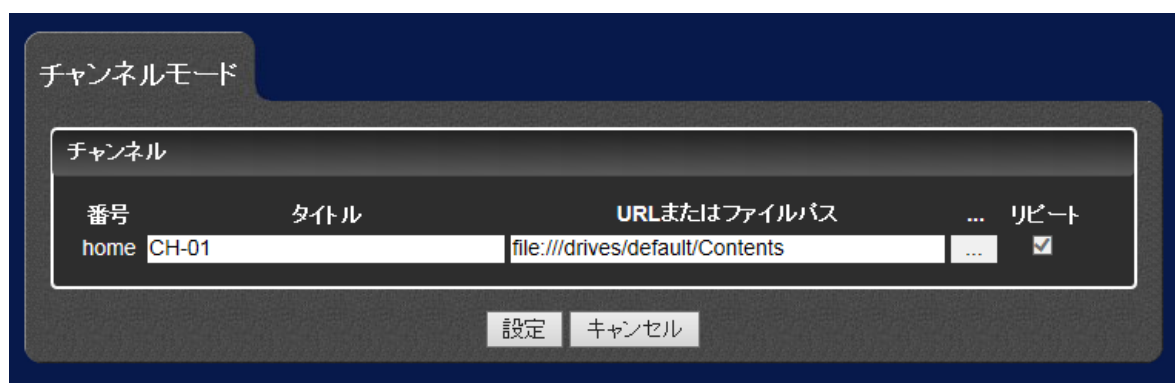 チャンネルモード
チャンネル
番号 タイトル URLまたはファイルパス ... リピート
home CH-01 file:///drives/default/Contents ...
設定 キャンセル